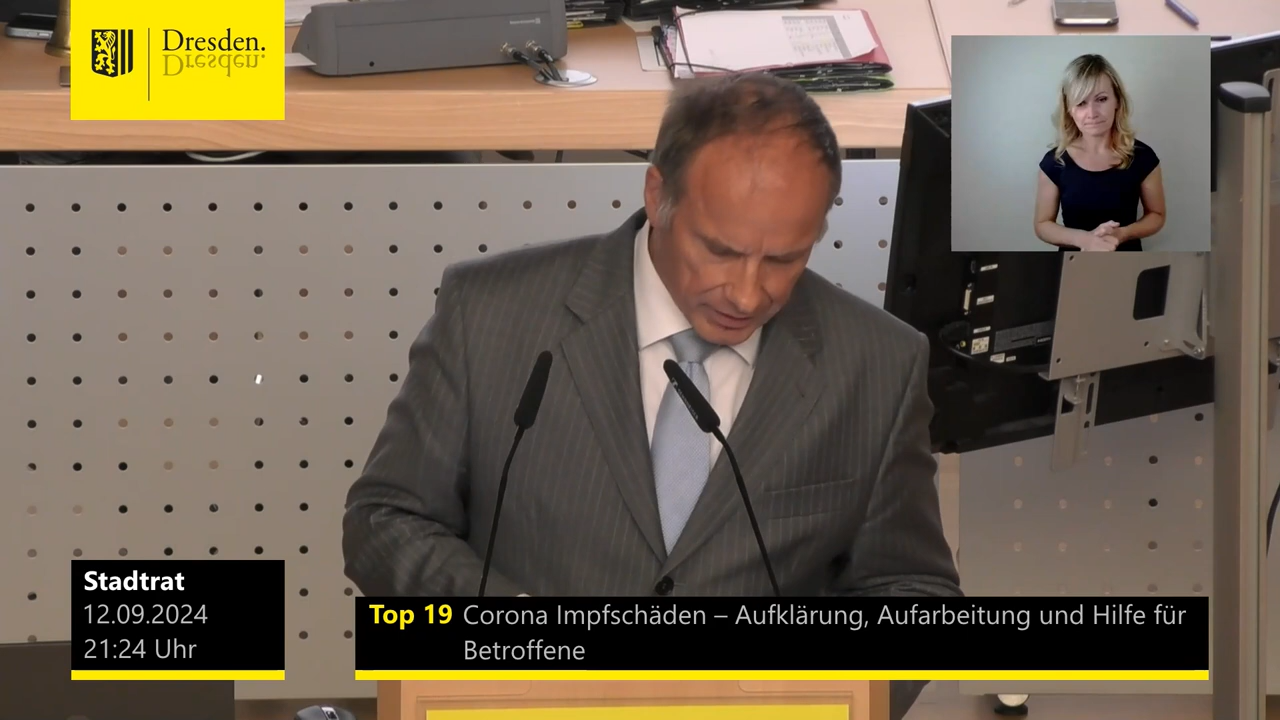 Dresden.
Dresden.
Stadtrat
12.09.2024
21:24 Uhr
Top 19 Corona Impfschäden – Aufklärung, Aufarbeitung und Hilfe für
Betroffene